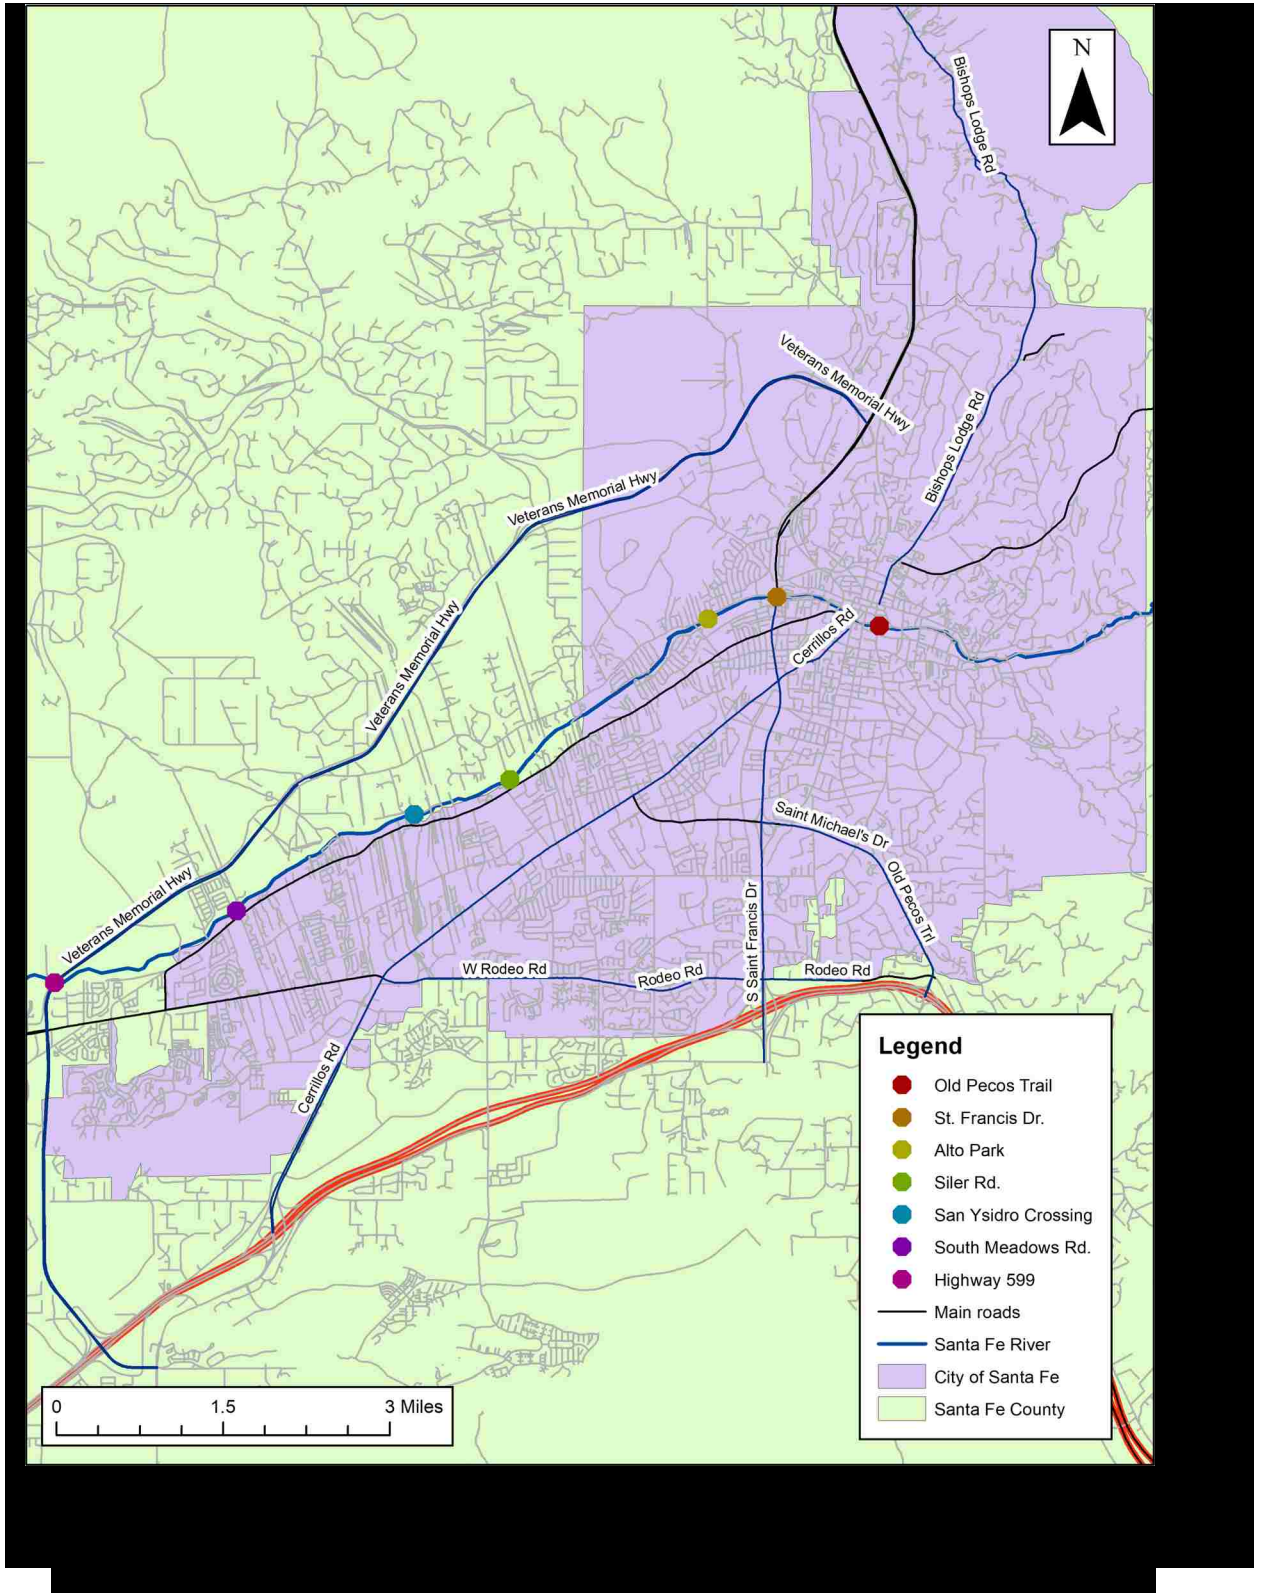 N
Bishops Lodge Rd
Veterans Memorial Hwy
Bishops Lodge Rd
Veterans Memorial Hwy
Veterans Memorial Hwy
Cerrillos Rd
Saint Michael's Dr
Old Pecos Trl
S Saint Francis Dr
Veterans Memorial Hwy
W Rodeo Rd
Rodeo Rd
Rodeo Rd
Cerrillos Rd
Legend
Old Pecos Trail
St. Francis Dr.
Alto Park
Siler Rd.
San Ysidro Crossing
South Meadows Rd.
Highway 599
Main roads
Santa Fe River
City of Santa Fe
Santa Fe County
0 1.5 3 Miles